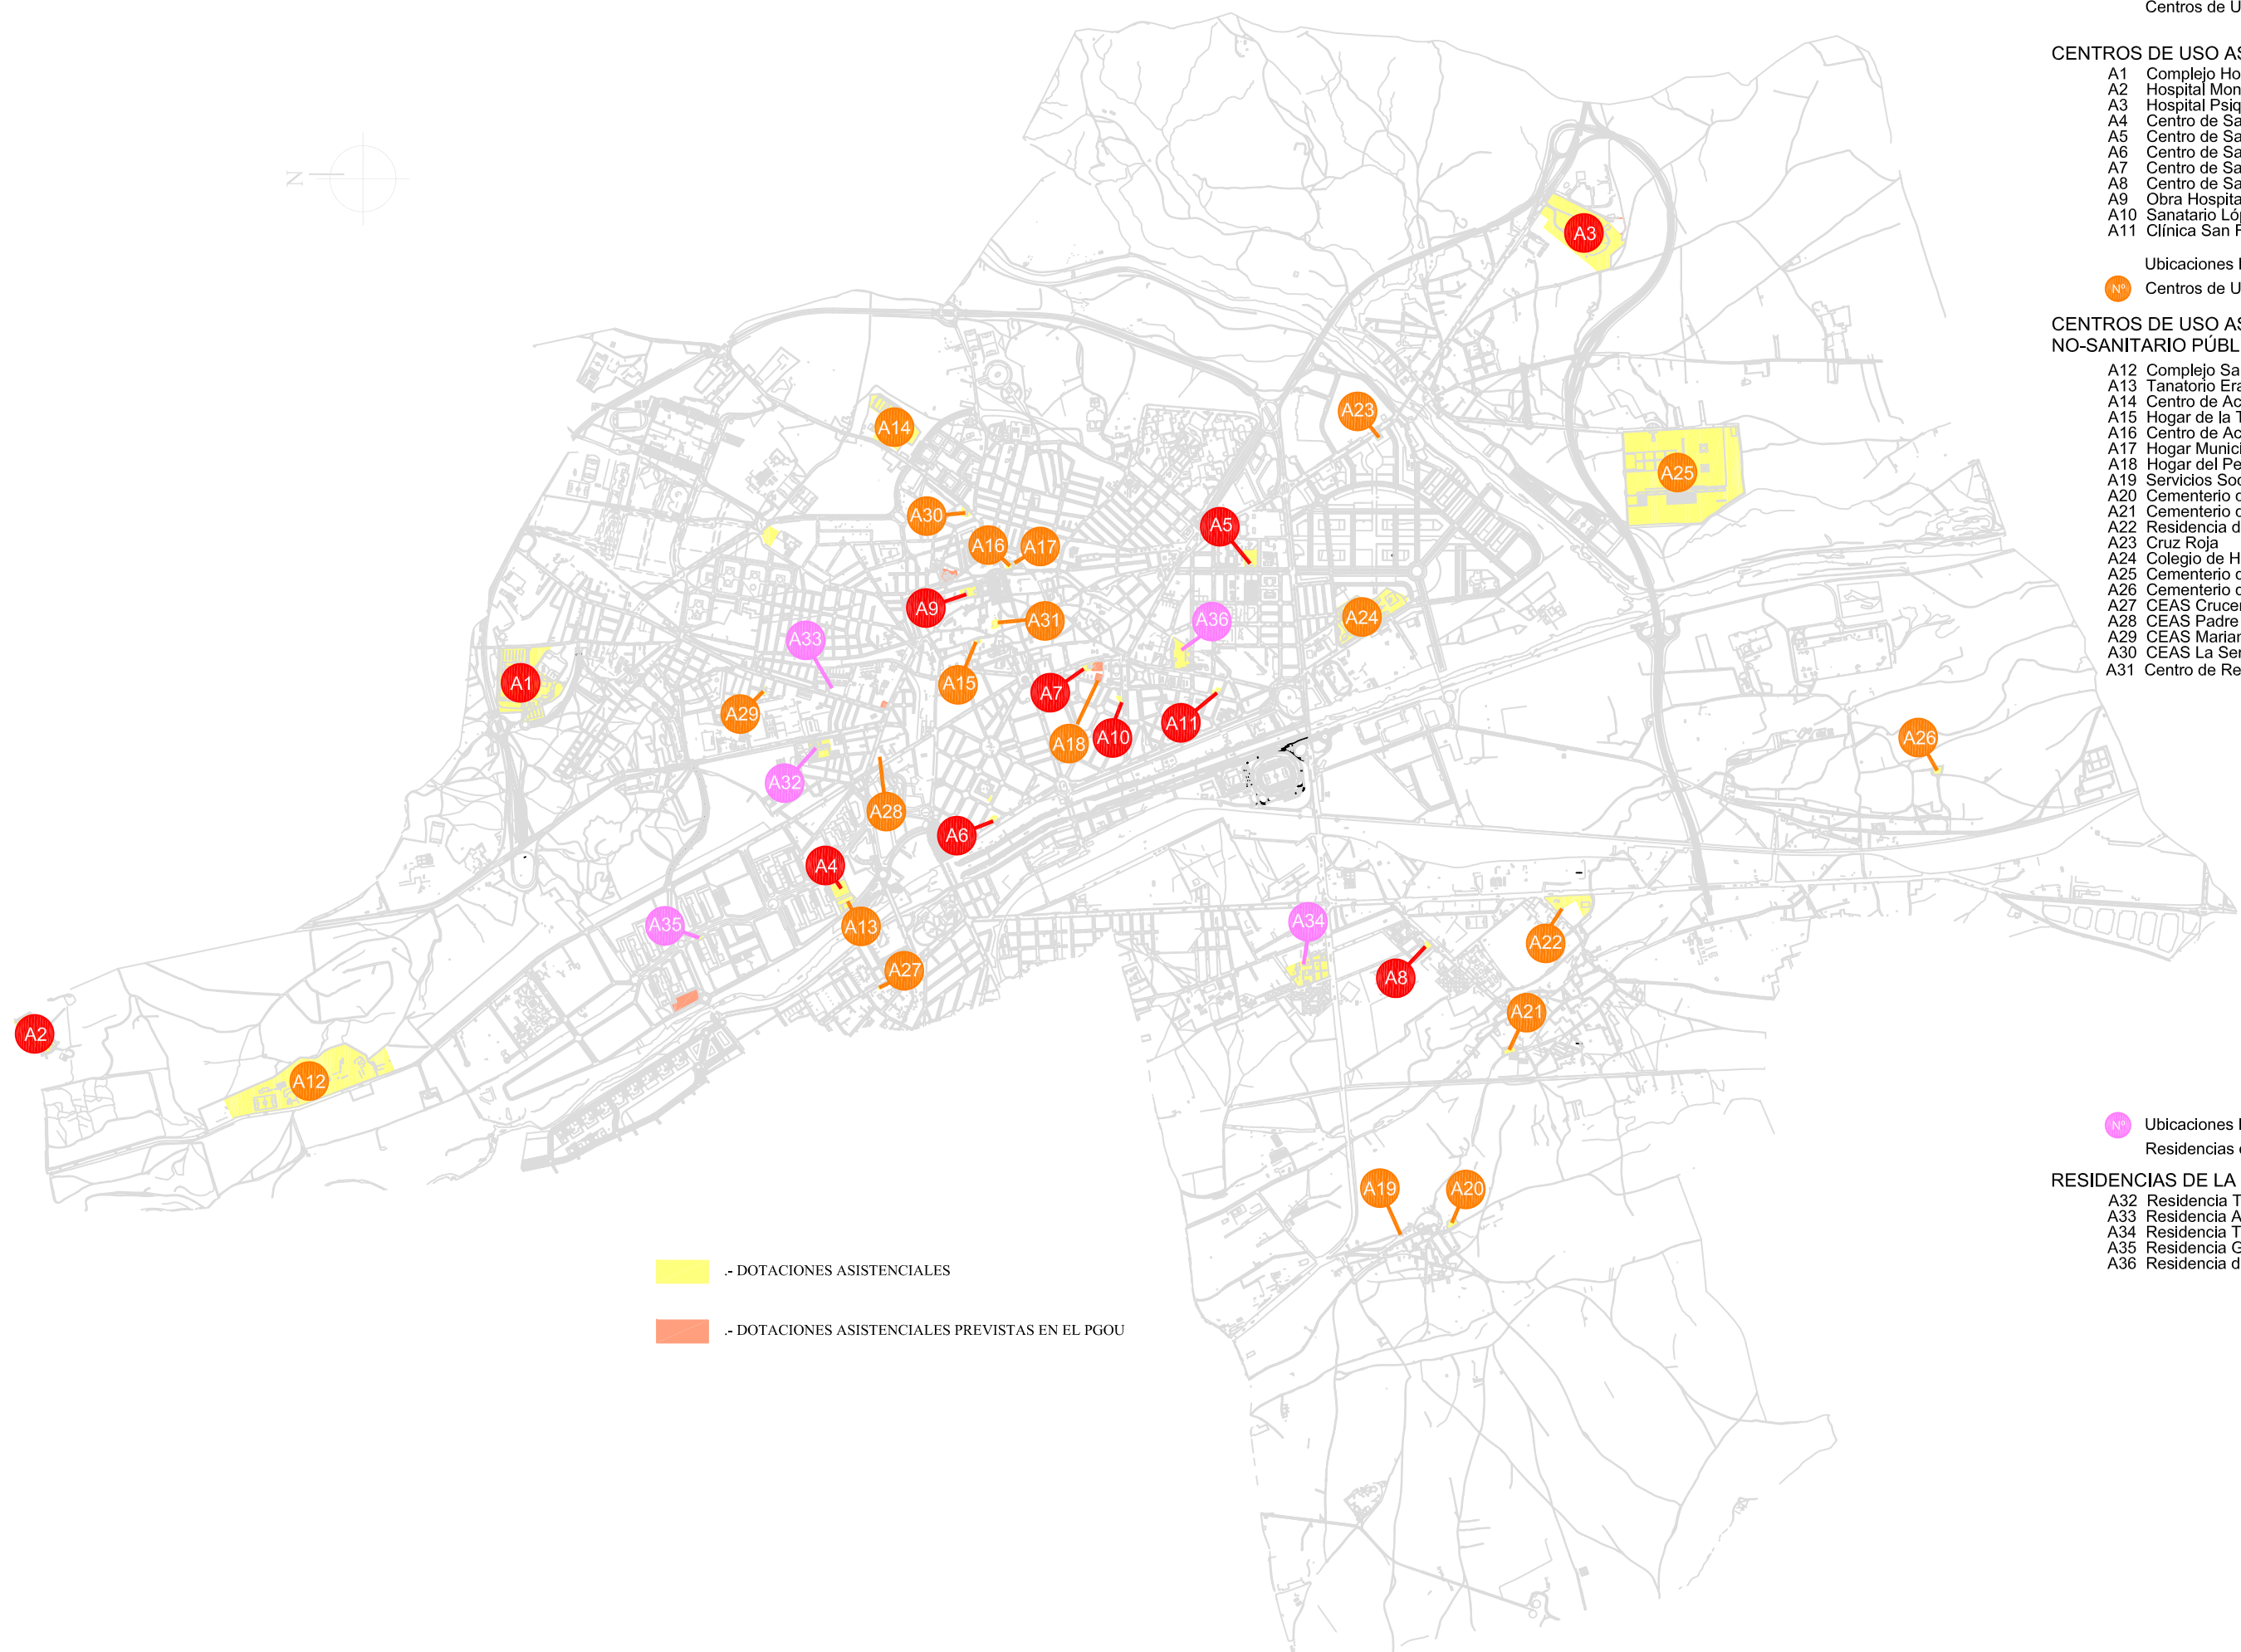 Centros de U
CENTROS DE USO AS
A1 Complejo Ho
A2 Hospital Mon
A3 Hospital Psiq
A4 Centro de Sa
A5 Centro de Sa
A6 Centro de Sa
A7 Centro de Sa
A8 Centro de Sa
A9 Obra Hospita
A10 Sanatario Ló
A11 Clínica San F
Ubicaciones
Nº Centros de U
CENTROS DE USO AS
NO-SANITARIO PÚBL
A12 Complejo Sa
A13 Tanatorio Era
A14 Centro de Ac
A15 Hogar de la T
A16 Centro de Ac
A17 Hogar Munici
A18 Hogar del Pe
A19 Servicios Soc
A20 Cementerio d
A21 Cementerio d
A22 Residencia d
A23 Cruz Roja
A24 Colegio de H
A25 Cementerio d
A26 Cementerio d
A27 CEAS Crucer
A28 CEAS Padre
A29 CEAS Marian
A30 CEAS La Ser
A31 Centro de Re
Nº Ubicaciones
Residencias
RESIDENCIAS DE LA
A32 Residencia T
A33 Residencia A
A34 Residencia T
A35 Residencia G
A36 Residencia d
N
A3
A23
A14
A25
A30
A5
A16
A17
A9
A31
A24
A36
A33
A1
A15
A7
A29
A11
A10
A18
A26
A32
A28
A6
A4
A35
A13
A34
A22
A27
A8
A21
A2
A12
A19
A20
.- DOTACIONES ASISTENCIALES
.- DOTACIONES ASISTENCIALES PREVISTAS EN EL PGOU